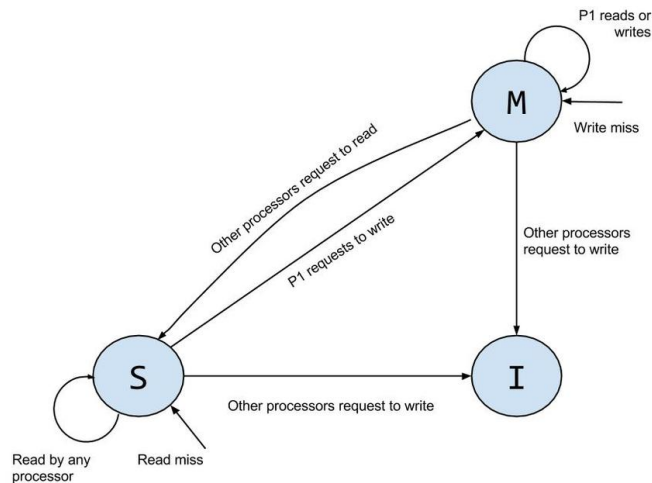 P1 reads or
writes
M
Write miss
Other processors request to read
P1 requests to write
Other processors
request to write
S
I
Other processors request to write
Read by any
processor
Read miss